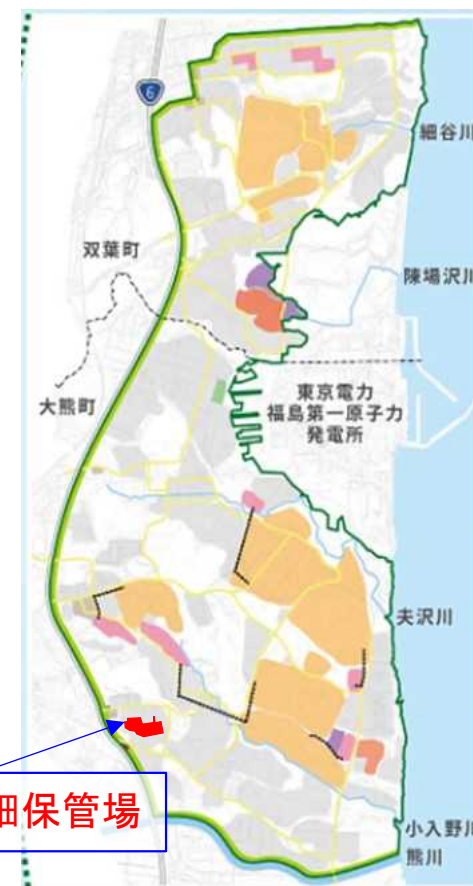 6
細谷川
双葉町
陳場沢川
大熊町
東京電力
福島第一原子力
発電所
夫沢川
細保管場
小入野川
熊川